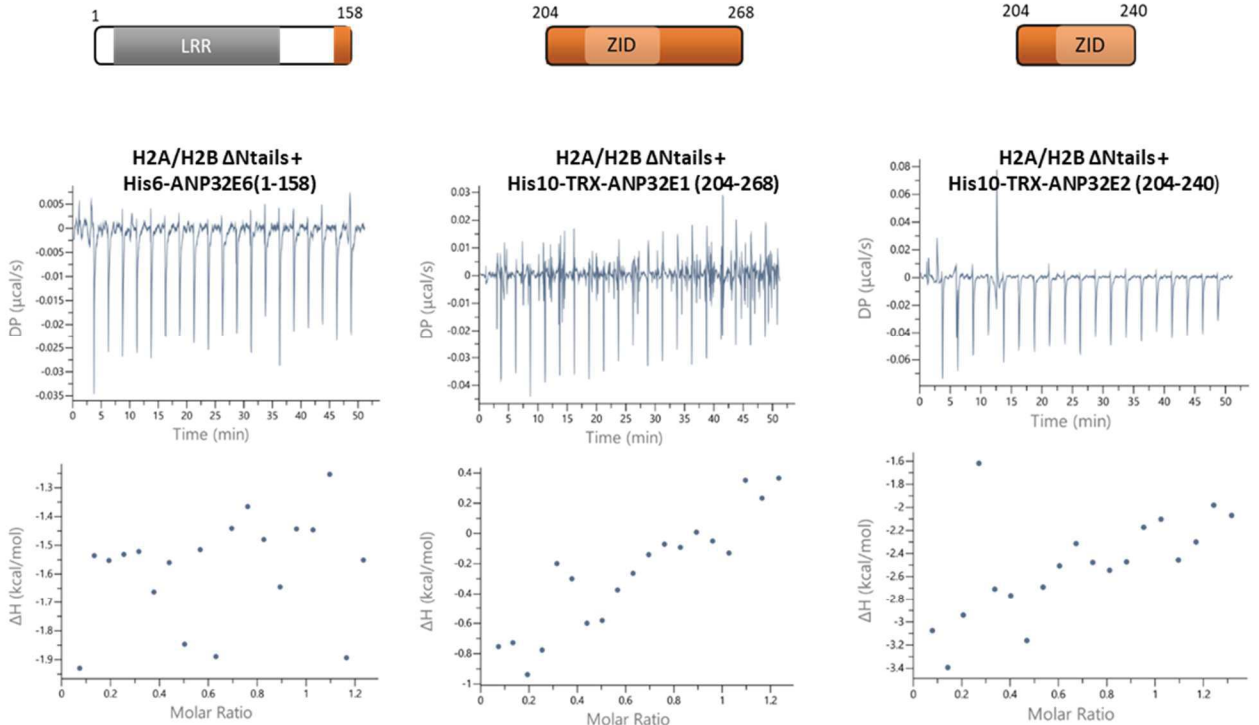 1 158
LRR
204 268
ZID
204 240
ZID
H2A/H2B ΔNtails+
His6-ANP32E6(1-158)
0.005
0
-0.005
-0.01
-0.015
-0.02
-0.025
-0.03
-0.035
DP (µcal/s)
0 5 10 15 20 25 30 35 40 45 50
Time (min)
H2A/H2B ΔNtails+
His10-TRX-ANP32E1 (204-268)
0.03
0.02
0.01
0
-0.01
-0.02
-0.03
-0.04
DP (µcal/s)
0 5 10 15 20 25 30 35 40 45 50
Time (min)
H2A/H2B ΔNtails+
His10-TRX-ANP32E2 (204-240)
0.08
0.06
0.04
0.02
0
-0.02
-0.04
-0.06
DP (µcal/s)
0 5 10 15 20 25 30 35 40 45 50
Time (min)
-1.3
-1.4
-1.5
-1.6
-1.7
-1.8
-1.9
ΔH (kcal/mol)
0 0.2 0.4 0.6 0.8 1 1.2
Molar Ratio
0.4
0.2
0
-0.2
-0.4
-0.6
-0.8
-1
ΔH (kcal/mol)
0 0.2 0.4 0.6 0.8 1 1.2
Molar Ratio
-1.6
-1.8
-2
-2.2
-2.4
-2.6
-2.8
-3
-3.2
-3.4
ΔH (kcal/mol)
0 0.2 0.4 0.6 0.8 1 1.2
Molar Ratio